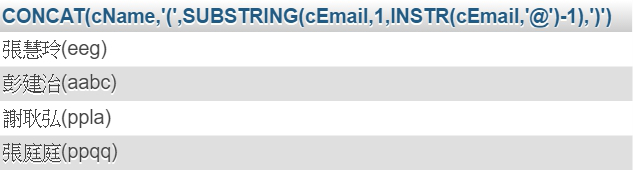 CONCAT(cName,'(',SUBSTRING(cEmail,1,INSTR(cEmail,'@')-1),')')
張慧玲(eeg)
彭建治(aabc)
謝耿弘(ppla)
張庭庭(ppqq)